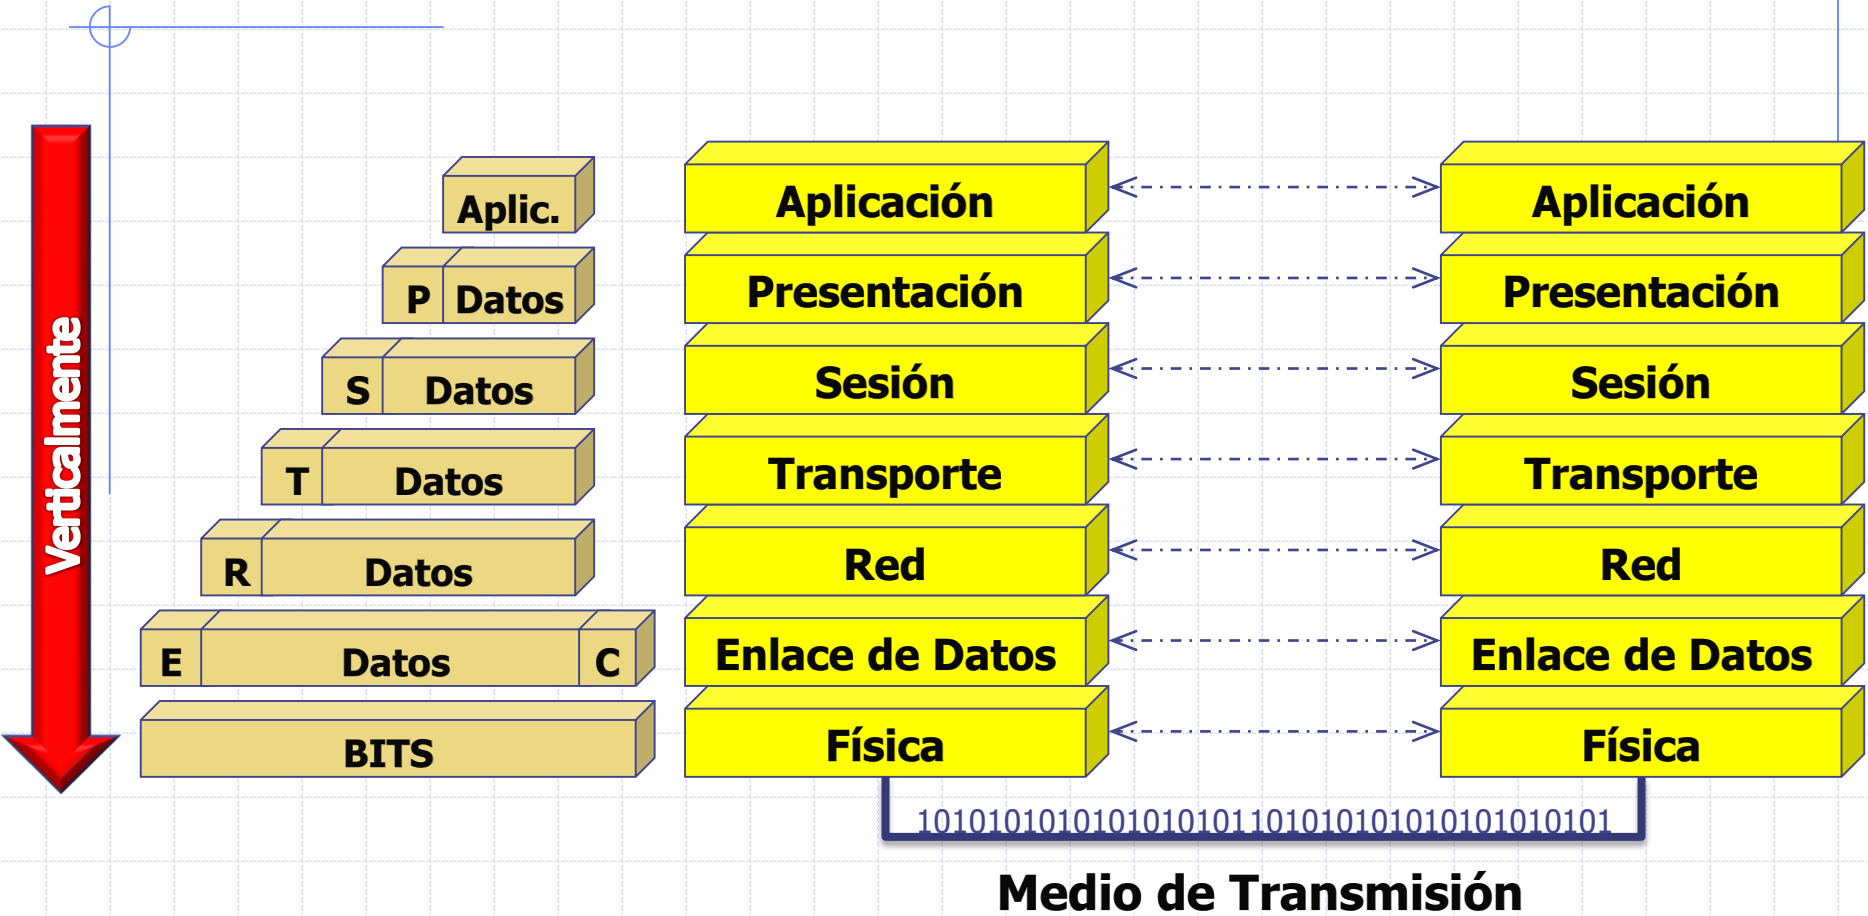 Verticalmente
Aplic. Aplicación Aplicación
P Datos Presentación Presentación
S Datos Sesión Sesión
T Datos Transporte Transporte
R Datos Red Red
E Datos C Enlace de Datos Enlace de Datos
BITS Física Física
1010101010101010101101010101010101010101
Medio de Transmisión